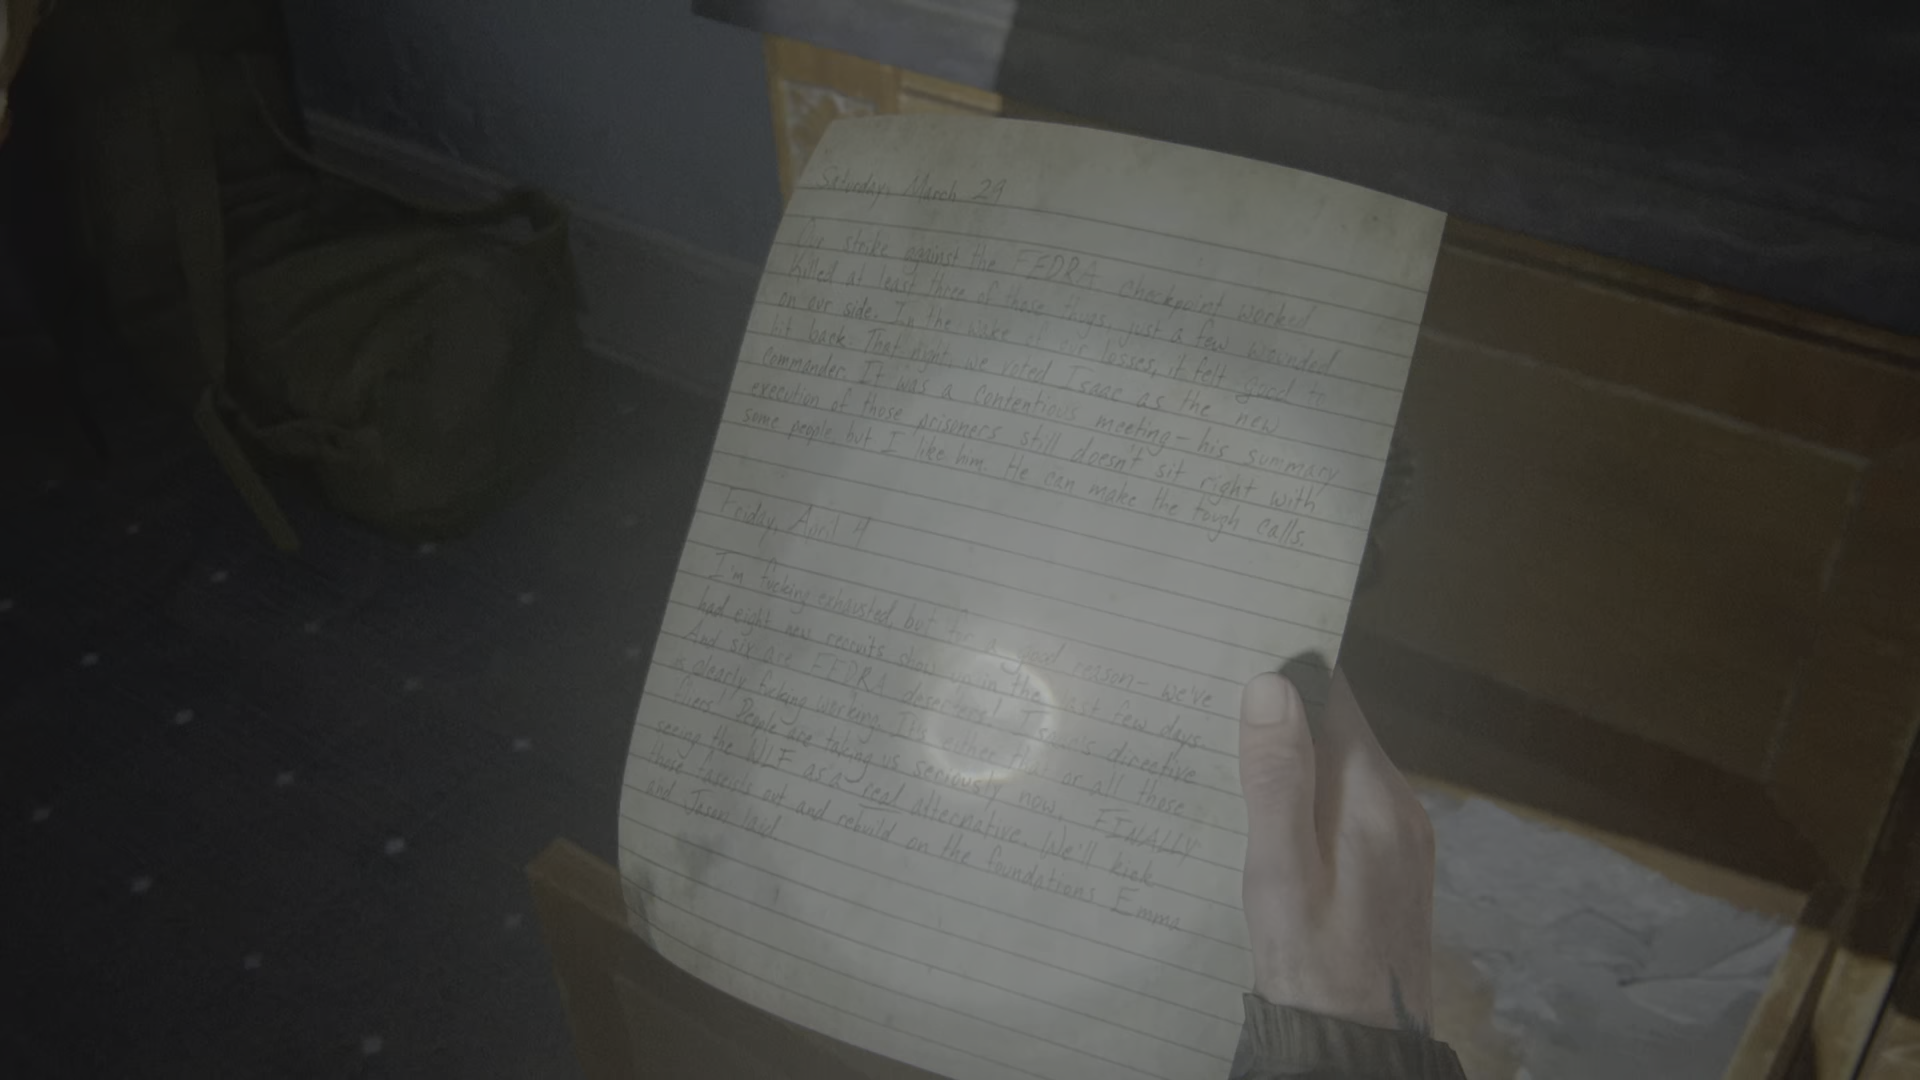 Saturday, March 29
Our strike against the FEDRA checkpoint worked.
Killed at least three of those thugs, just a few wounded
on our side. In the wake of our losses, it felt good to
hit back. That night, we voted Isaac as the new
commander. It was a contentious meeting- his summary
execution of those prisoners still doesn't sit right with
some people, but I like him. He can make the tough calls.
Friday, April 4
I'm fucking exhausted, but for a good reason- we've
had eight new recruits show up in the last few days.
And six are FEDRA deserters! Isaac's directive
is clearly fucking working. It's either that or all those
fliers! People are taking us seriously now, FINALLY
seeing the WLF as a real alternative. We'll kick
those fascists out and rebuild on the foundations Emma
and Jason laid.